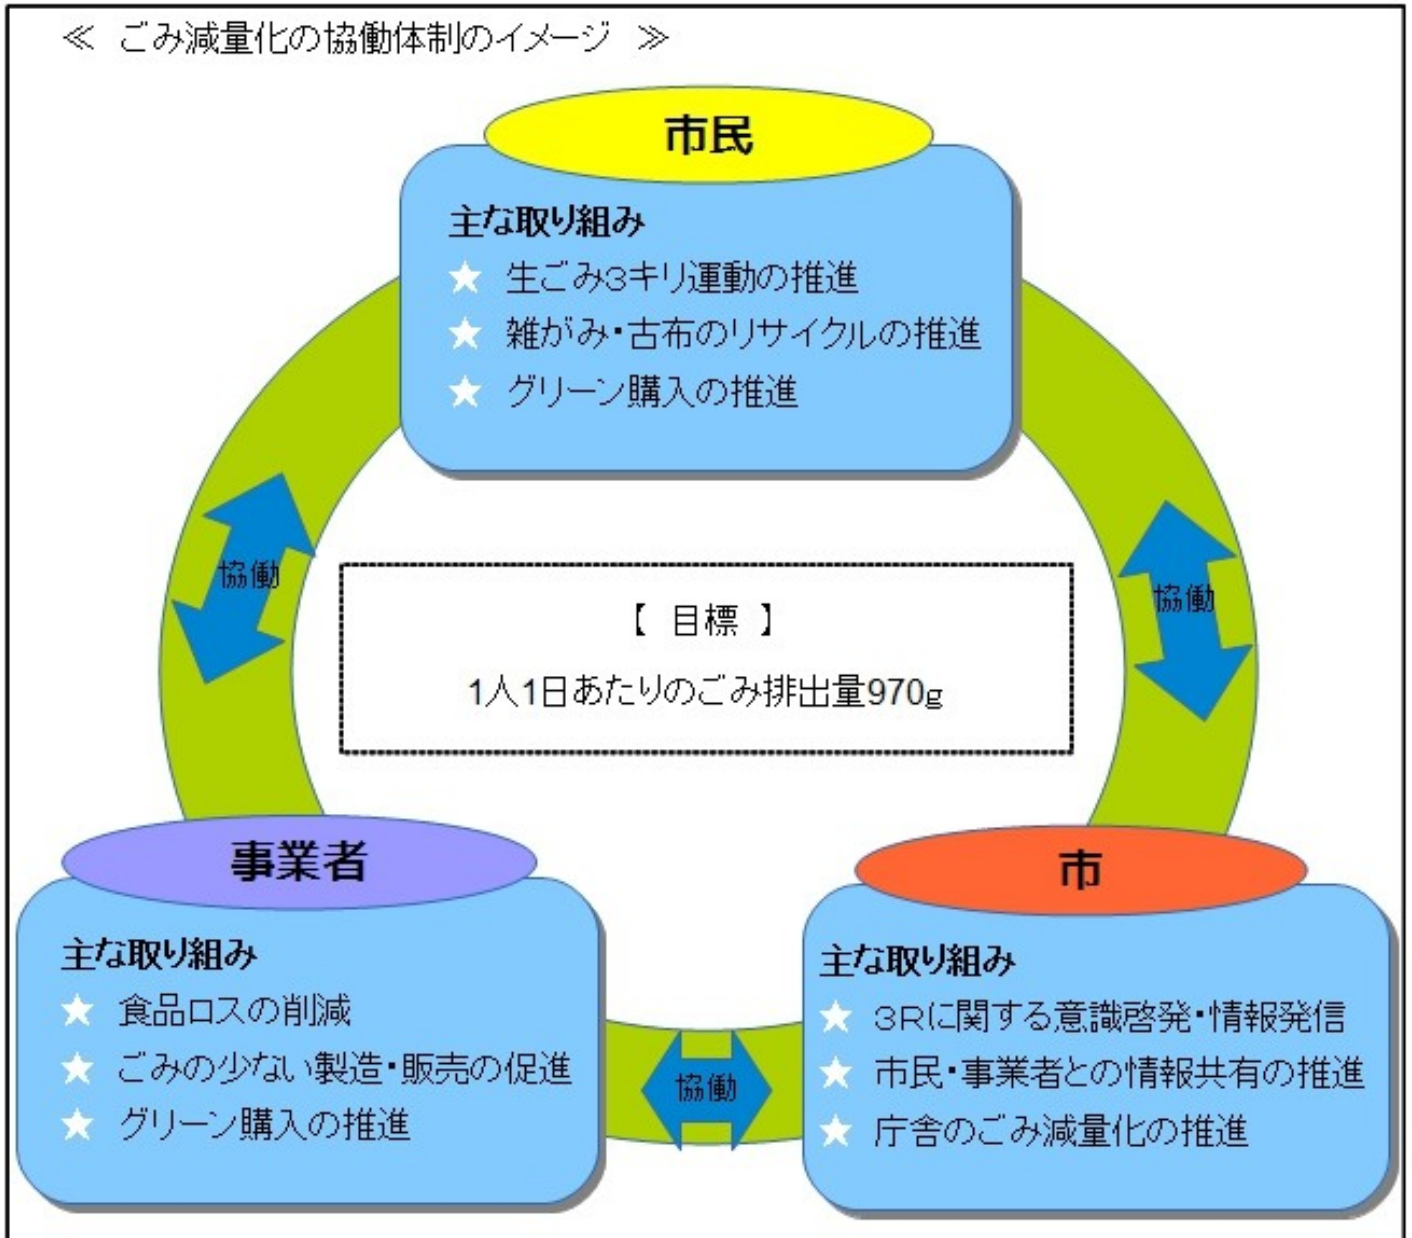 ≪ ごみ減量化の協働体制のイメージ ≫
市民
主な取り組み
★ 生ごみ3キリ運動の推進
★ 雑がみ・古布のリサイクルの推進
★ グリーン購入の推進
協働
協働
【 目標 】
1人1日あたりのごみ排出量970g
事業者
主な取り組み
★ 食品ロスの削減
★ ごみの少ない製造・販売の促進
★ グリーン購入の推進
協働
市
主な取り組み
★ 3Rに関する意識啓発・情報発信
★ 市民・事業者との情報共有の推進
★ 庁舎のごみ減量化の推進